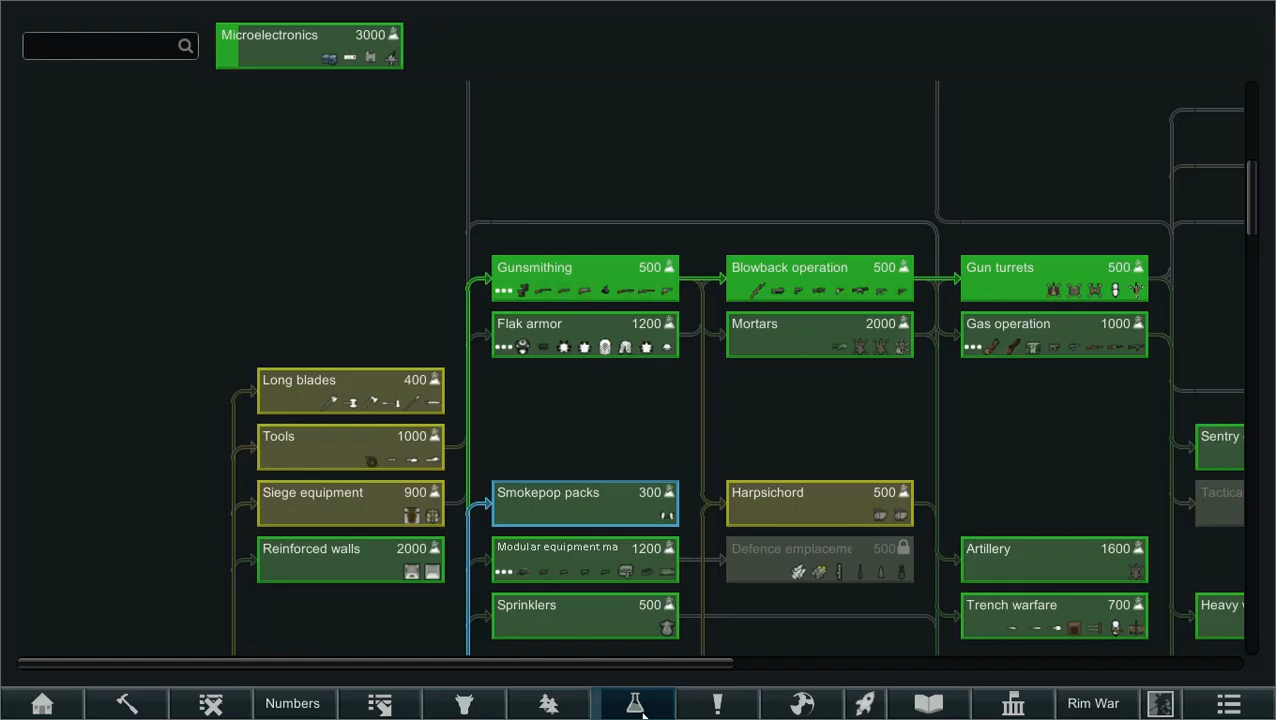 Microelectronics 3000
Gunsmithing 500
Blowback operation 500
Gun turrets 500
Flak armor 1200
Mortars 2000
Gas operation 1000
Long blades 400
Tools 1000
Sentry
Siege equipment 900
Smokepop packs 300
Harpsichord 500
Tactica
Reinforced walls 2000
Modular equipment ma 1200
Defence emplaceme 500
Artillery 1600
Sprinklers 500
Trench warfare 700
Heavy
Numbers
Rim War